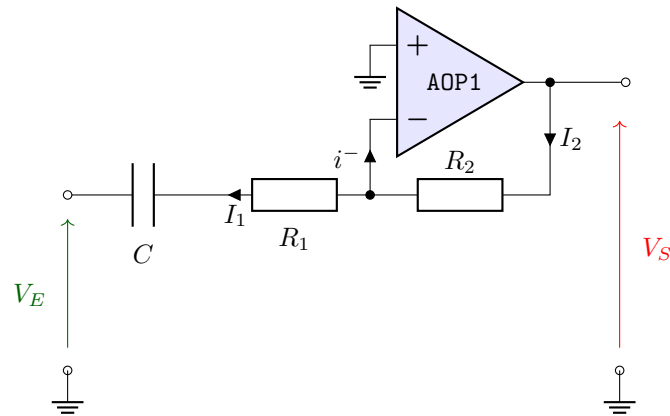 +
AOP1
−
i⁻
R₂
I₂
I₁
C
R₁
V_E
V_S